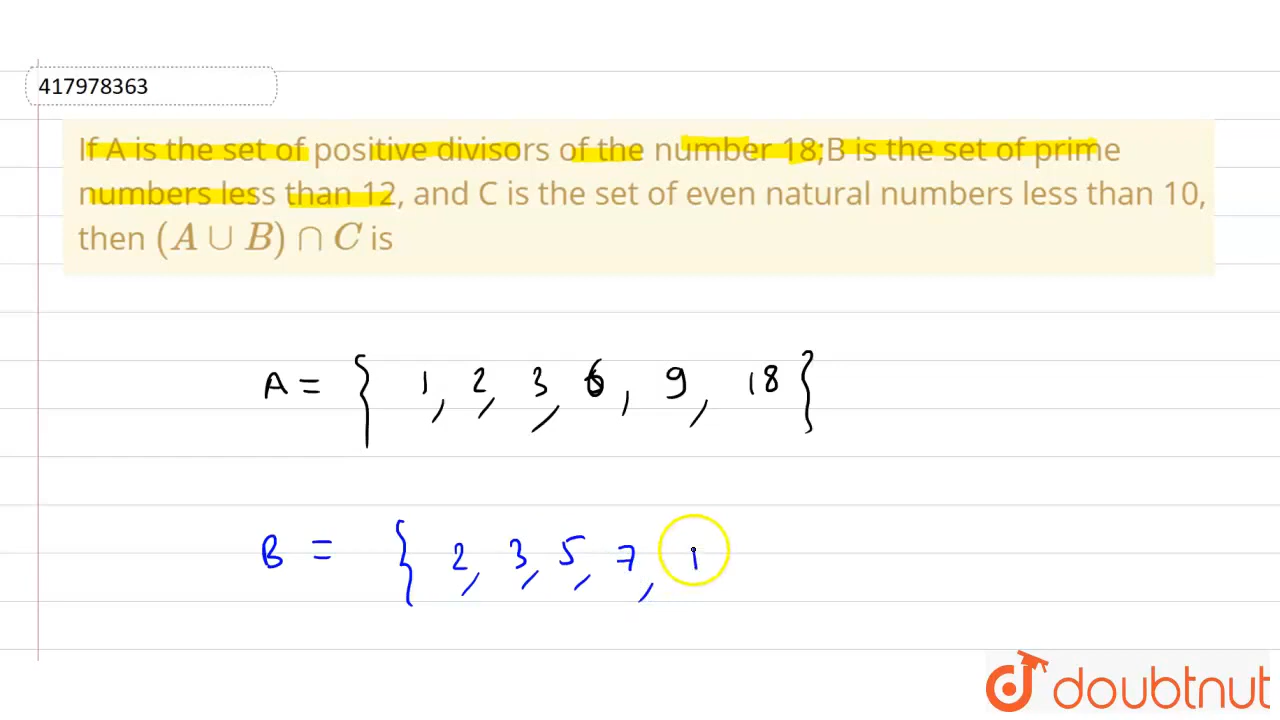 417978363
If A is the set of positive divisors of the number 18;B is the set of prime
numbers less than 12, and C is the set of even natural numbers less than 10,
then (A ∪ B) ∩ C is
A = { 1, 2, 3, 6, 9, 18 }
B = { 2, 3, 5, 7, 1
doubtnut